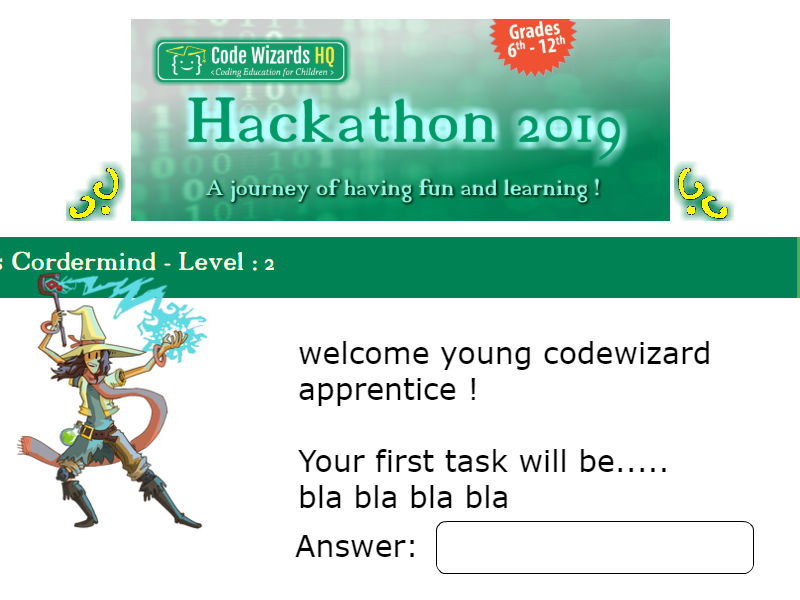 Grades
6th - 12th
Code Wizards HQ
<Coding Education for Children>
Hackathon 2019
A journey of having fun and learning !
s Cordermind - Level : 2
welcome young codewizard
apprentice !
Your first task will be.....
bla bla bla bla
Answer: